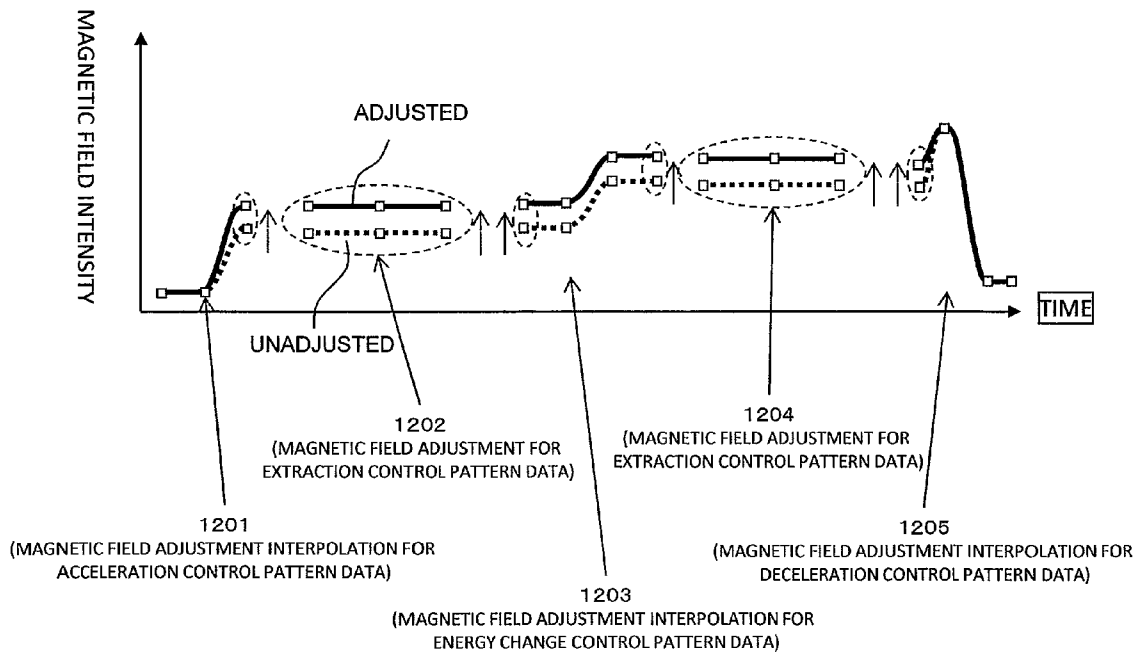 MAGNETIC FIELD INTENSITY
ADJUSTED
UNADJUSTED
TIME
1202
(MAGNETIC FIELD ADJUSTMENT FOR
EXTRACTION CONTROL PATTERN DATA)
1204
(MAGNETIC FIELD ADJUSTMENT FOR
EXTRACTION CONTROL PATTERN DATA)
1201
(MAGNETIC FIELD ADJUSTMENT INTERPOLATION FOR
ACCELERATION CONTROL PATTERN DATA)
1205
(MAGNETIC FIELD ADJUSTMENT INTERPOLATION FOR
DECELERATION CONTROL PATTERN DATA)
1203
(MAGNETIC FIELD ADJUSTMENT INTERPOLATION FOR
ENERGY CHANGE CONTROL PATTERN DATA)